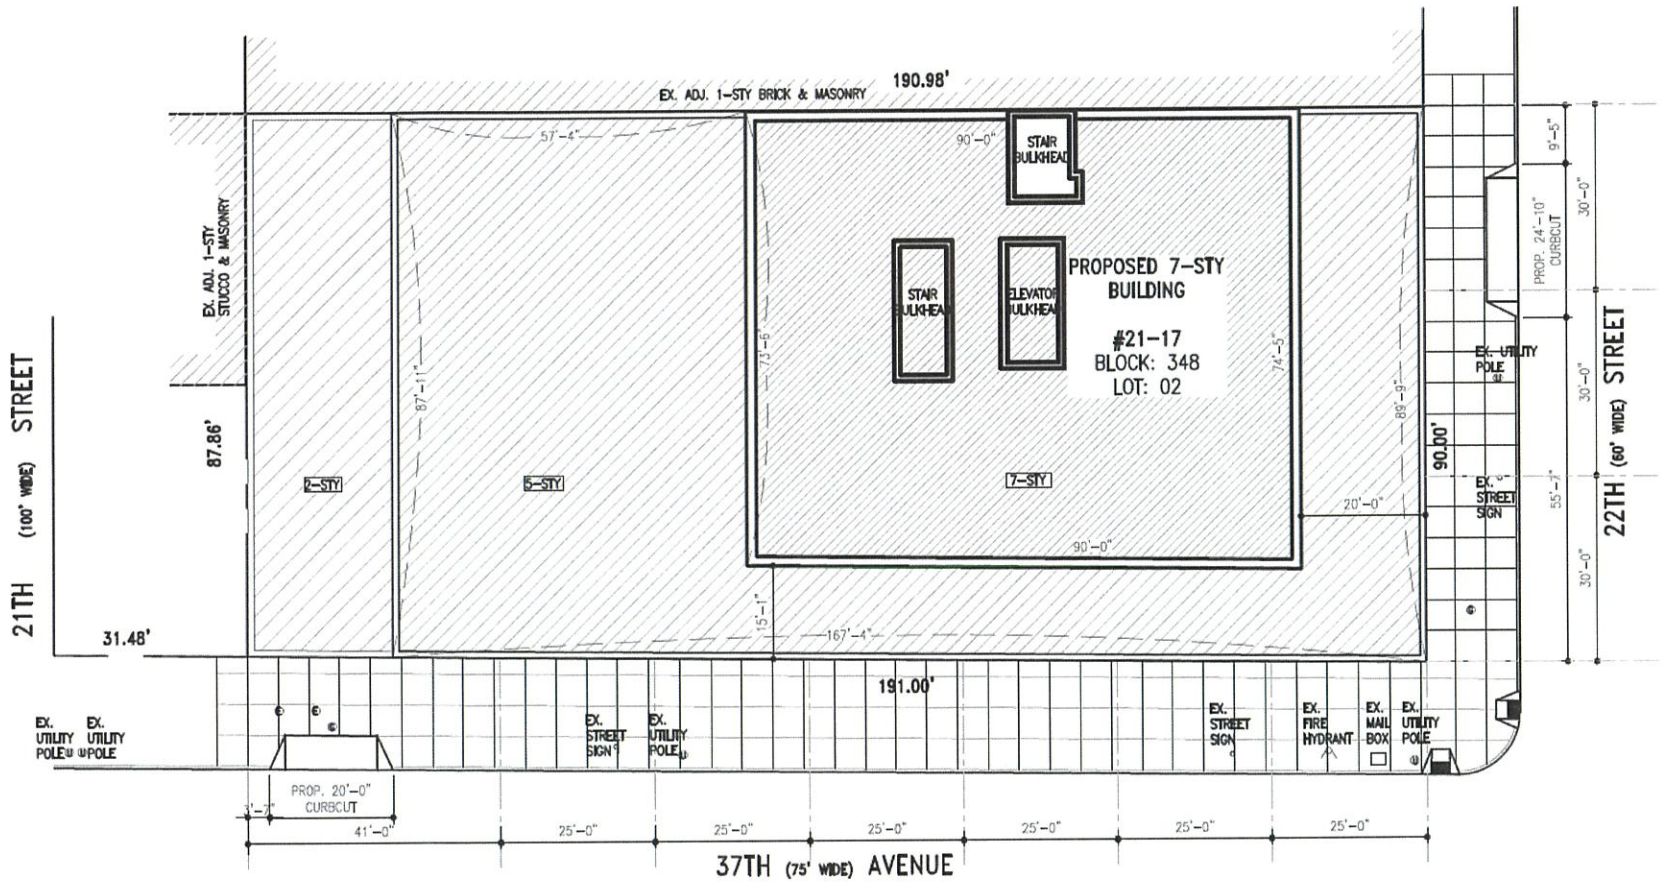 190.98'
EX. ADJ. 1-STY BRICK & MASONRY
57'-4"
90'-0"
STAIR
BULKHEAD
9'-5"
30'-0"
PROP. 24'-10"
CURBCUT
EX. ADJ. 1-STY
STUCCO & MASONRY
PROPOSED 7-STY
BUILDING
#21-17
BLOCK: 348
LOT: 02
STAIR
BULKHEAD
ELEVATOR
BULKHEAD
73'-6"
74'-5"
87'-11"
89'-9"
EX. UTILITY
POLE
30'-0"
21TH (100' WIDE) STREET
22TH (60' WIDE) STREET
87.86'
90.00'
2-STY
5-STY
7-STY
20'-0"
EX.
STREET
SIGN
55'-7"
90'-0"
30'-0"
15'-1"
167'-4"
31.48'
191.00'
EX.
UTILITY
POLE
EX.
UTILITY
POLE
EX.
STREET
SIGN
EX.
UTILITY
POLE
EX.
STREET
SIGN
EX.
FIRE
HYDRANT
EX.
MAIL
BOX
EX.
UTILITY
POLE
PROP. 20'-0"
CURBCUT
3'-7"
41'-0"
25'-0"
25'-0"
25'-0"
25'-0"
25'-0"
25'-0"
37TH (75' WIDE) AVENUE